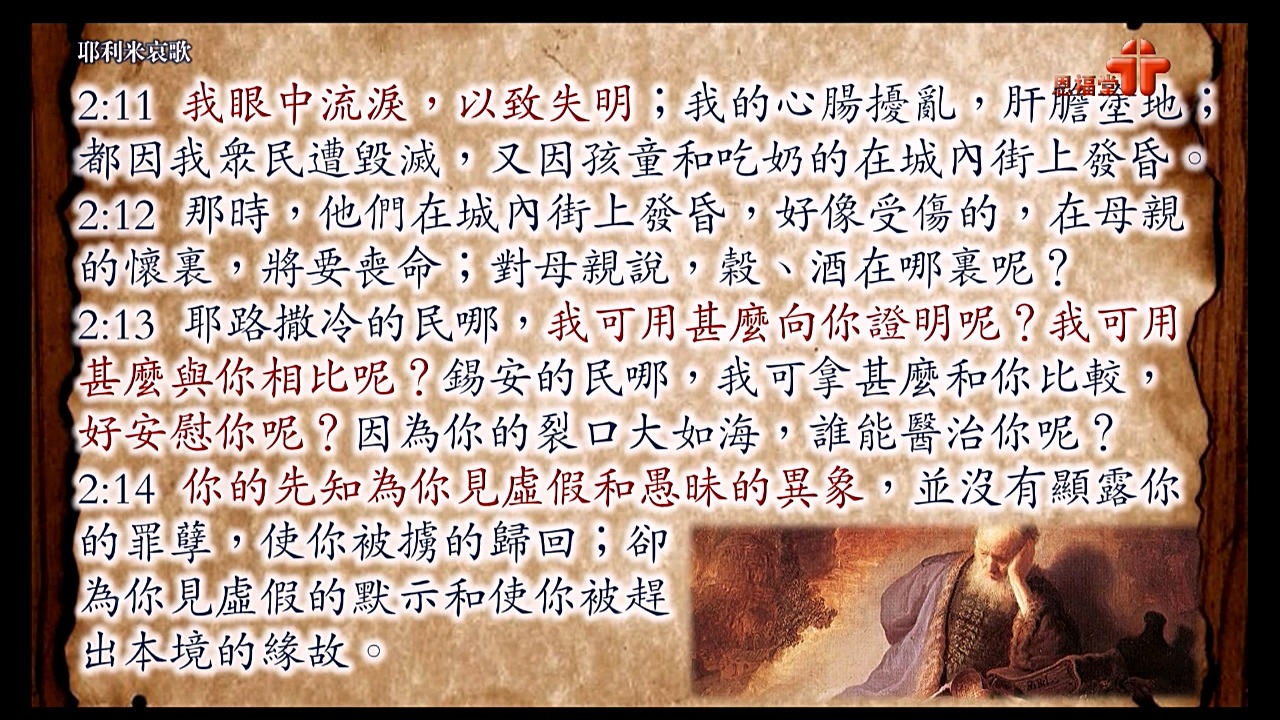 耶利米哀歌
恩福堂
2:11 我眼中流淚，以致失明；我的心腸擾亂，肝膽塗地；
都因我眾民遭毀滅，又因孩童和吃奶的在城內街上發昏。
2:12 那時，他們在城內街上發昏，好像受傷的，在母親
的懷裏，將要喪命；對母親說，穀、酒在哪裏呢？
2:13 耶路撒冷的民哪，我可用甚麼向你證明呢？我可用
甚麼與你相比呢？錫安的民哪，我可拿甚麼和你比較，
好安慰你呢？因為你的裂口大如海，誰能醫治你呢？
2:14 你的先知為你見虛假和愚昧的異象，並沒有顯露你
的罪孽，使你被擄的歸回；卻
為你見虛假的默示和使你被趕
出本境的緣故。